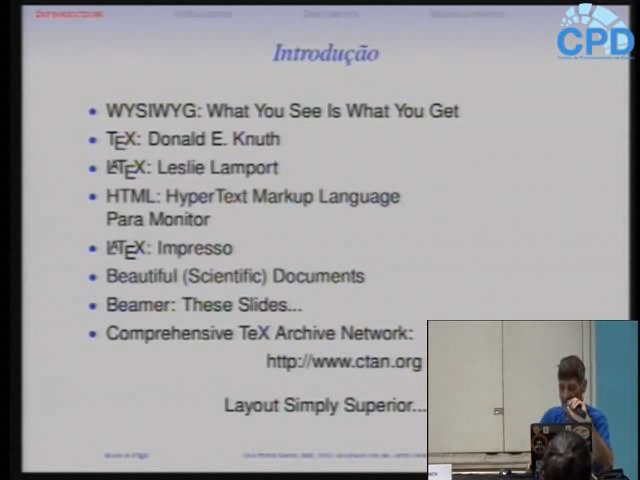 INTRODUCTION
CPD
Introdução
WYSIWYG: What You See Is What You Get
TEX: Donald E. Knuth
LATEX: Leslie Lamport
HTML: HyperText Markup Language
Para Monitor
LATEX: Impresso
Beautiful (Scientific) Documents
Beamer: These Slides...
Comprehensive TeX Archive Network:
http://www.ctan.org
Layout Simply Superior...